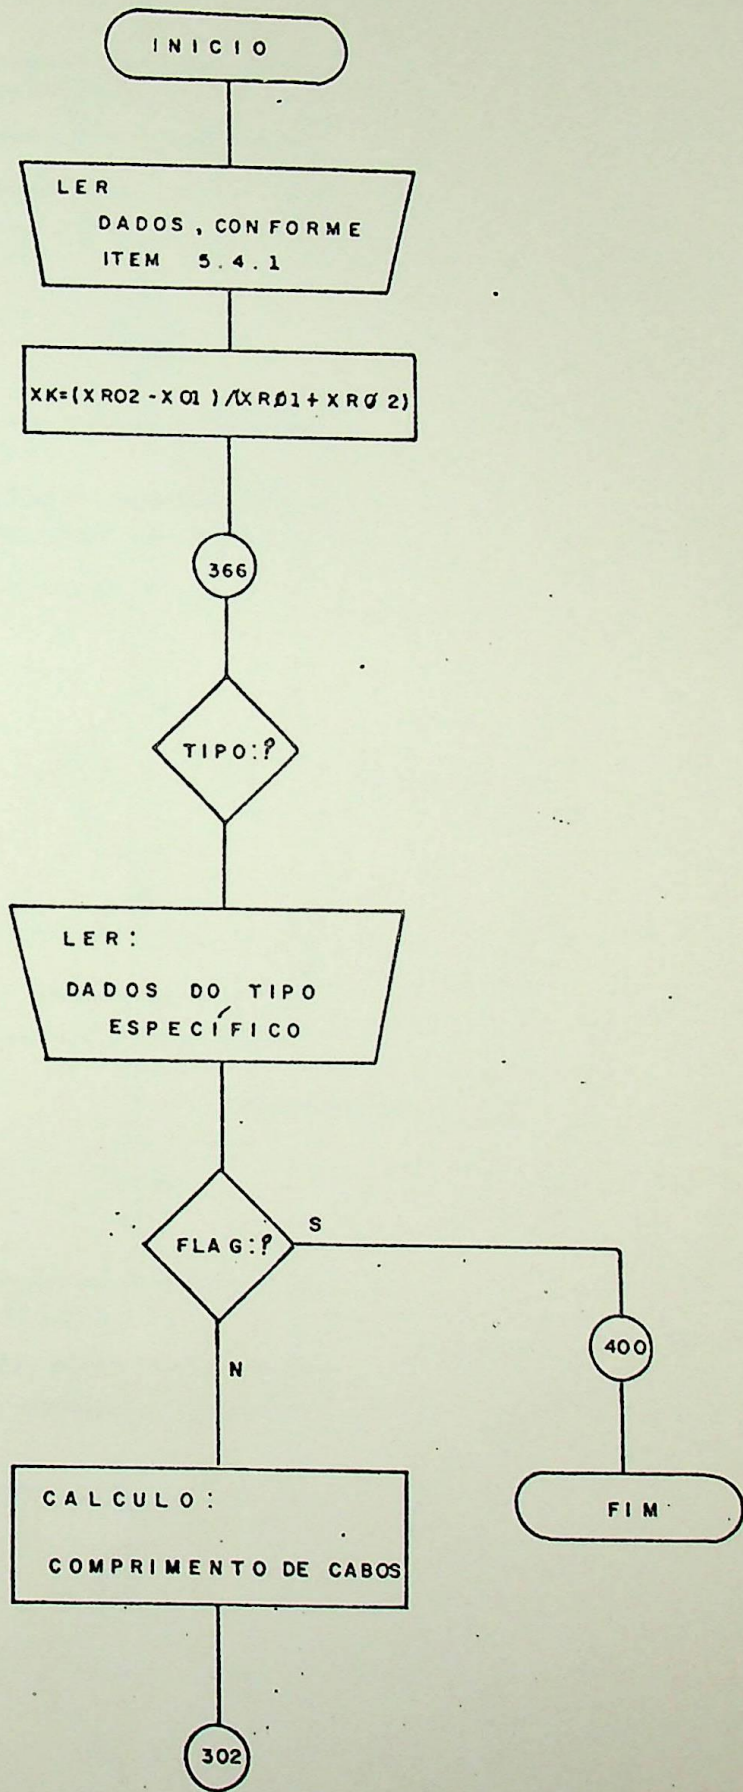 INICIO
LER
DADOS, CONFORME
ITEM 5.4.1
XK=(XRO2-XO1)/(XRØ1+XRØ2)
366
TIPO:?
LER:
DADOS DO TIPO
ESPECÍFICO
FLAG:?
S
N
400
CALCULO:
FIM
COMPRIMENTO DE CABOS
302